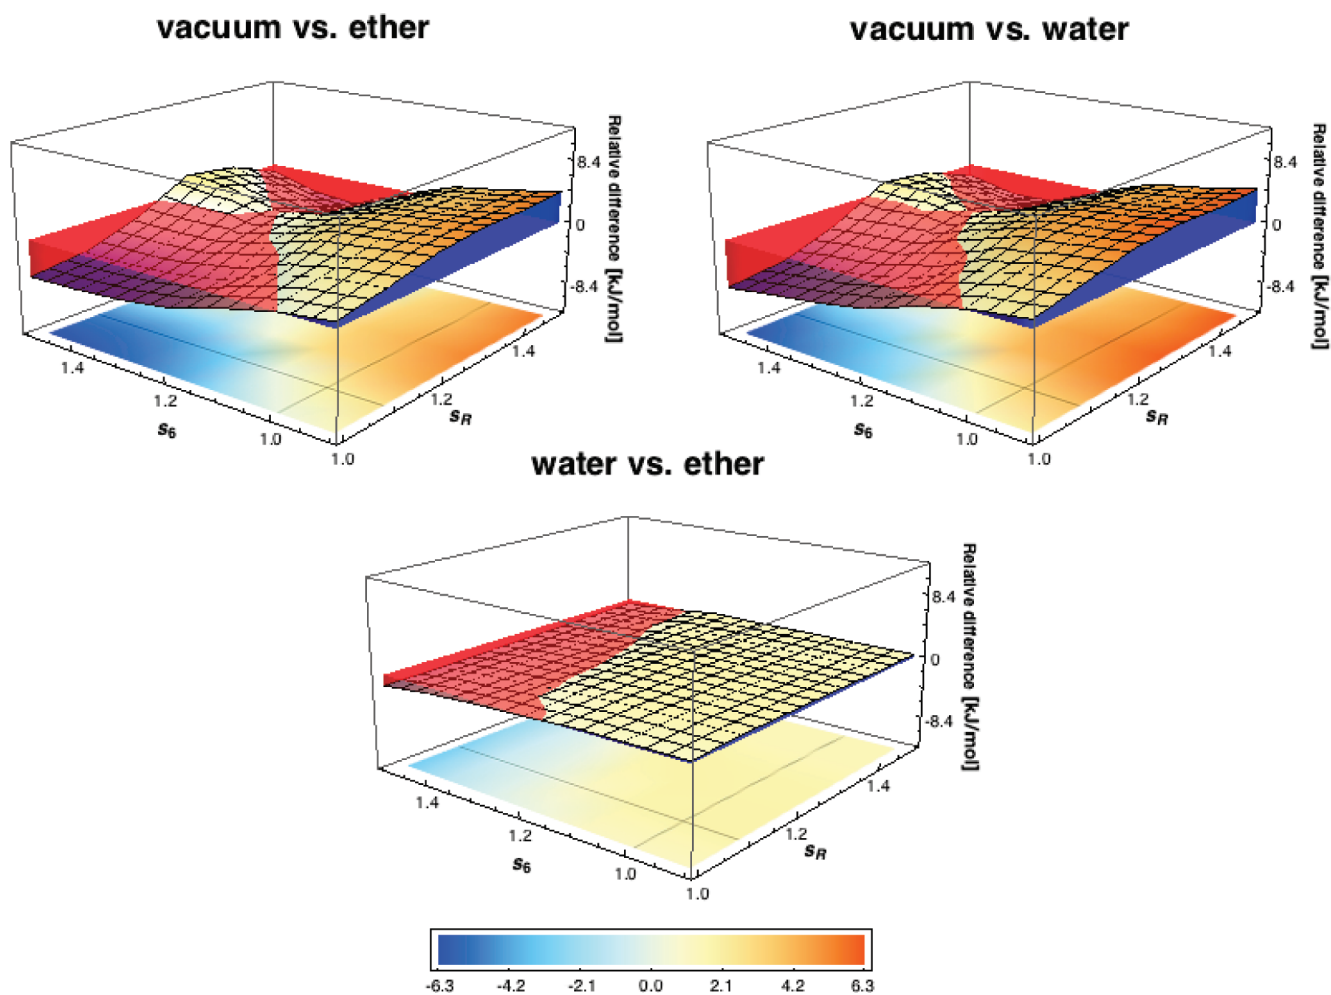 vacuum vs. ether
vacuum vs. water
8.4
0
-8.4
Relative difference [kJ/mol]
1.4
1.2
1.0
s6
1.0
1.2
1.4
sR
8.4
0
-8.4
Relative difference [kJ/mol]
1.4
1.2
1.0
s6
1.0
1.2
1.4
sR
water vs. ether
8.4
0
-8.4
Relative difference [kJ/mol]
1.4
1.2
1.0
s6
1.0
1.2
1.4
sR
-6.3 -4.2 -2.1 0.0 2.1 4.2 6.3